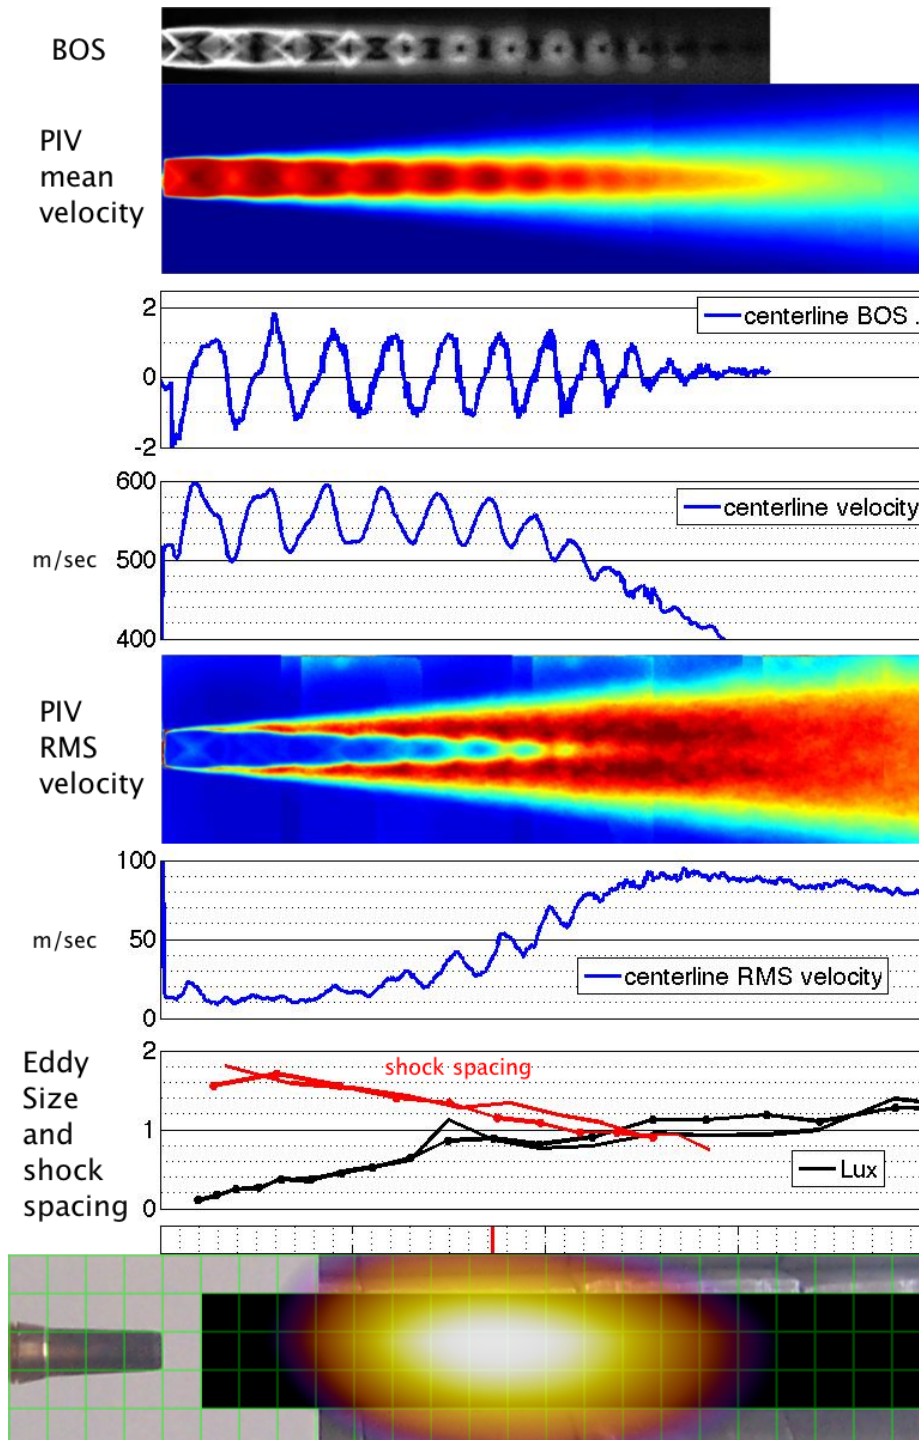 BOS
PIV
mean
velocity
2
0
-2
centerline BOS .
600
500
400
m/sec
centerline velocity
PIV
RMS
velocity
100
50
0
m/sec
centerline RMS velocity
Eddy
Size
and
shock
spacing
2
1
0
shock spacing
Lux